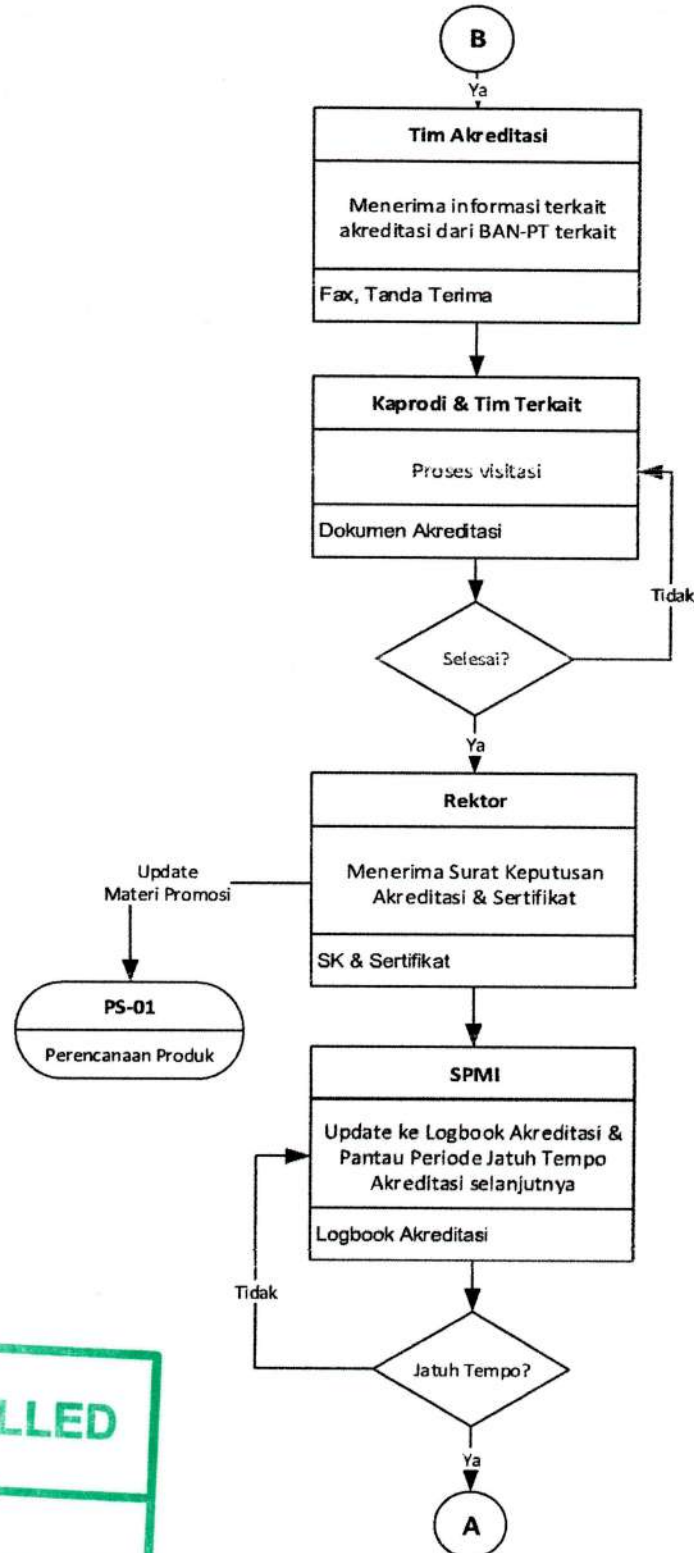 B
Ya
Tim Akreditasi
Menerima informasi terkait
akreditasi dari BAN-PT terkait
Fax, Tanda Terima
Kaprodi & Tim Terkait
Proses visitasi
Dokumen Akreditasi
Tidak
Selesai?
Ya
Rektor
Menerima Surat Keputusan
Akreditasi & Sertifikat
SK & Sertifikat
Update
Materi Promosi
PS-01
Perencanaan Produk
SPMI
Update ke Logbook Akreditasi &
Pantau Periode Jatuh Tempo
Akreditasi selanjutnya
Logbook Akreditasi
Tidak
Jatuh Tempo?
LLED
Ya
A